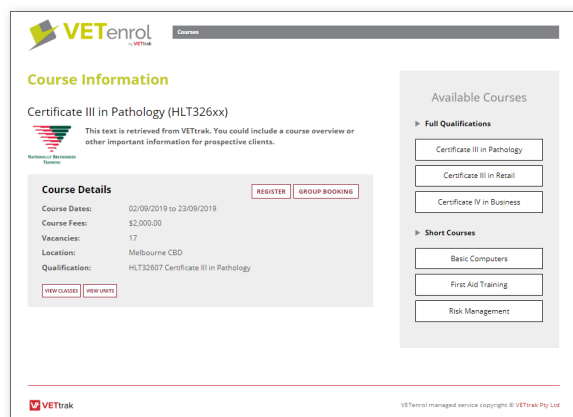 VETenrol
by VETtrak
Courses
Course Information
Certificate III in Pathology (HLT326xx)
NATIONALLY RECOGNISED
TRAINING
This text is retrieved from VETtrak. You could include a course overview or
other important information for prospective clients.
Course Details
REGISTER
GROUP BOOKING
Course Dates: 02/09/2019 to 23/09/2019
Course Fees: $2,000.00
Vacancies: 17
Location: Melbourne CBD
Qualification: HLT32607 Certificate III in Pathology
VIEW CLASSES
VIEW UNITS
Available Courses
Full Qualifications
Certificate III in Pathology
Certificate III in Retail
Certificate IV in Business
Short Courses
Basic Computers
First Aid Training
Risk Management
VETtrak
VETenrol managed service copyright © VETtrak Pty Ltd